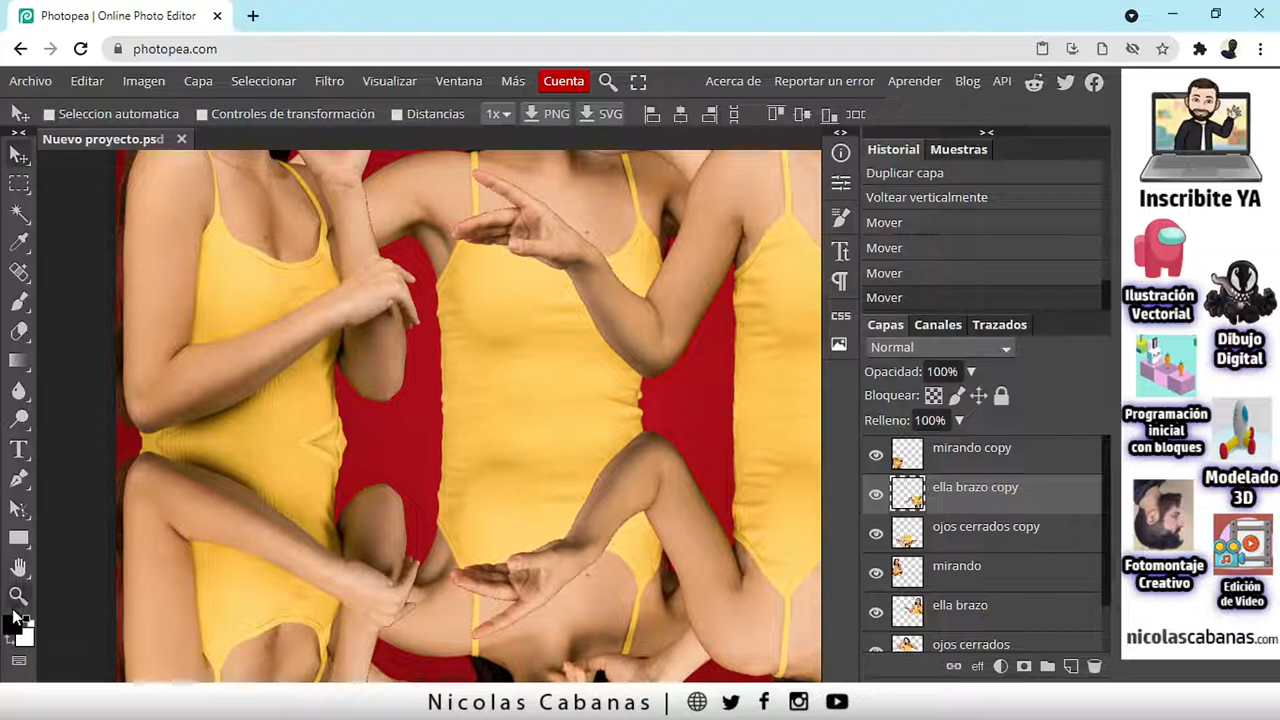 Photopea | Online Photo Editor
photopea.com
Archivo Editar Imagen Capa Seleccionar Filtro Visualizar Ventana Más Cuenta Acerca de Reportar un error Aprender Blog API
Seleccion automatica Controles de transformación Distancias 1x PNG SVG
Nuevo proyecto.psd
Historial Muestras
Duplicar capa
Voltear verticalmente
Mover
Mover
Mover
Mover
Capas Canales Trazados
Normal
Opacidad: 100%
Bloquear:
Relleno: 100%
mirando copy
ella brazo copy
ojos cerrados copy
mirando
ella brazo
ojos cerrados
eff
CSS
Inscribite YA
Ilustración
Vectorial
Dibujo
Digital
Programación
inicial
con bloques
Modelado
3D
Fotomontaje
Creativo
Edición
de Video
nicolascabanas.com
Nicolas Cabanas |